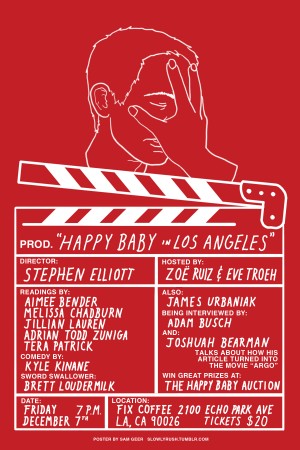 PROD. "HAPPY BABY IN LOS ANGELES"
DIRECTOR:
STEPHEN ELLIOTT
HOSTED BY:
ZOË RUIZ & EVE TROEH
READINGS BY:
AIMEE BENDER
MELISSA CHADBURN
JILLIAN LAUREN
ADRIAN TODD ZUNIGA
TERA PATRICK
COMEDY BY:
KYLE KINANE
SWORD SWALLOWER:
BRETT LOUDERMILK
ALSO:
JAMES URBANIAK
BEING INTERVIEWED BY:
ADAM BUSCH
AND:
JOSHUAH BEARMAN
TALKS ABOUT HOW HIS
ARTICLE TURNED INTO
THE MOVIE "ARGO"
WIN GREAT PRIZES AT:
THE HAPPY BABY AUCTION
DATE:
FRIDAY 7 P.M.
DECEMBER 7TH
LOCATION:
FIX COFFEE 2100 ECHO PARK AVE
LA, CA 90026 TICKETS $20
POSTER BY SAM GEER SLOWLYRUSH.TUMBLR.COM